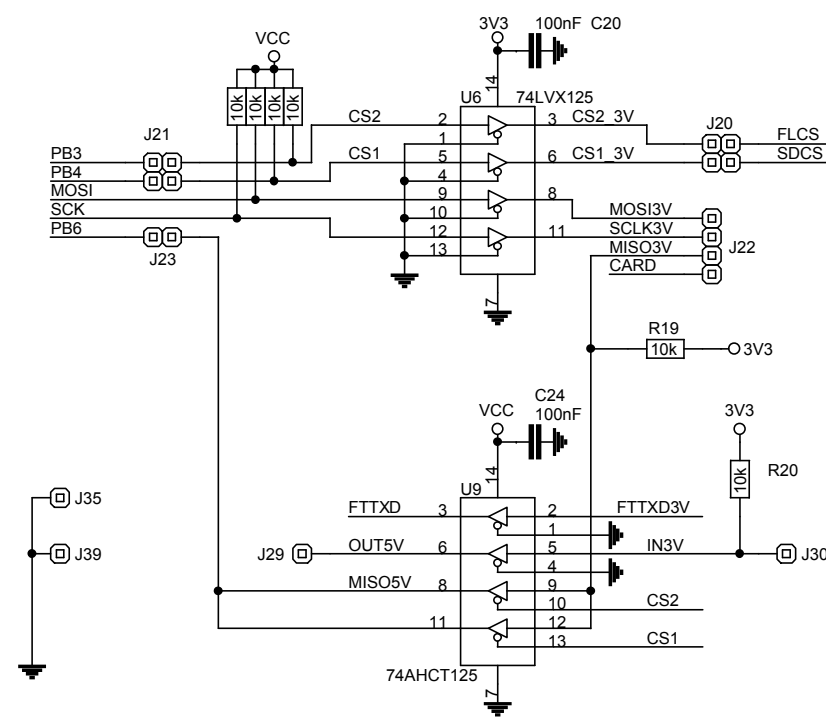 3V3 100nF C20
VCC
14
U6 74LVX125
10k 10k 10k 10k
J21 CS2 2 3 CS2_3V J20
1 FLCS
PB3 CS1 5 6 CS1_3V SDCS
PB4 4
MOSI 9 8
SCK 10 MOSI3V
PB6 12 11 SCLK3V
13 MISO3V J22
J23 CARD
7
R19
10k 3V3
C24
VCC 100nF 3V3
14
U9 10k R20
J35 FTTXD 3 2 FTTXD3V
1
J39 J29 OUT5V 6 5 IN3V J30
4
MISO5V 8 9
10 CS2
11 12
13 CS1
74AHCT125
7